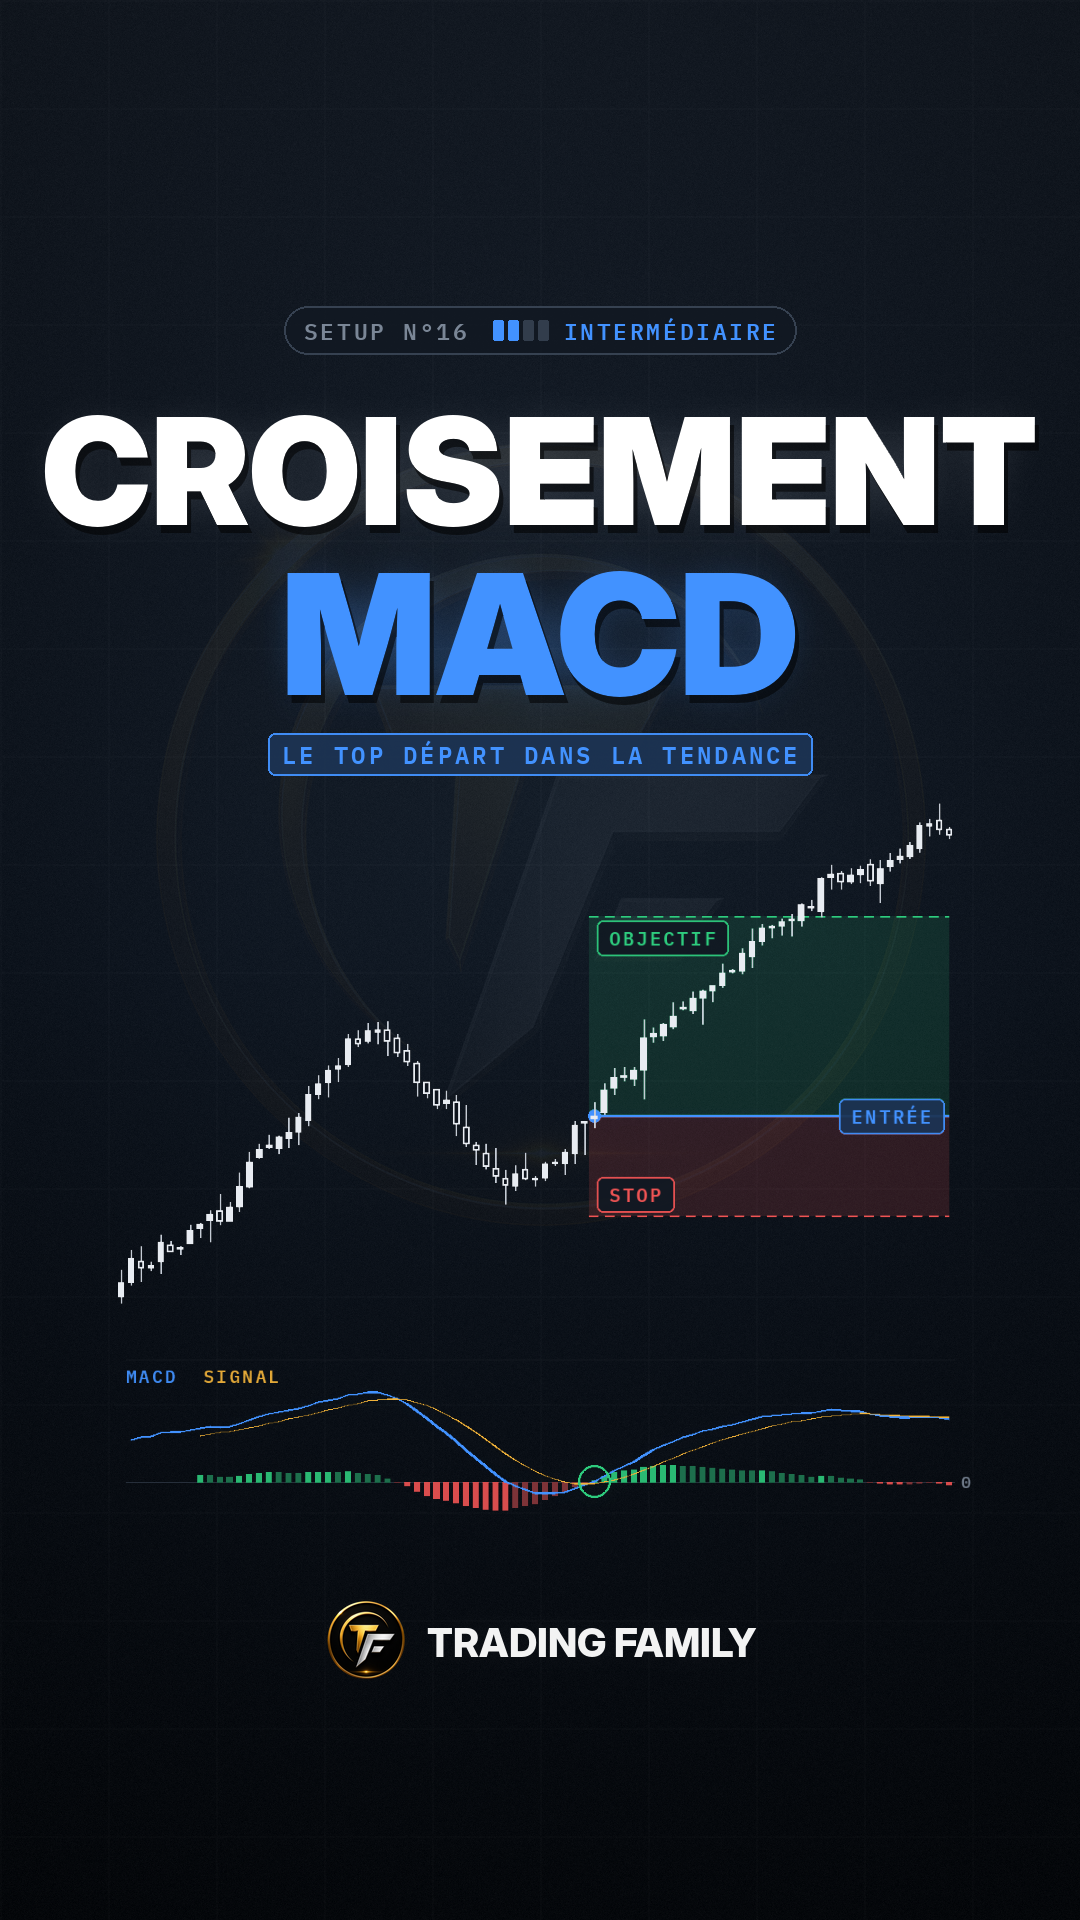 SETUP N°16 INTERMÉDIAIRE
CROISEMENT
MACD
LE TOP DÉPART DANS LA TENDANCE
OBJECTIF
ENTRÉE
STOP
MACD SIGNAL
0
TF TRADING FAMILY